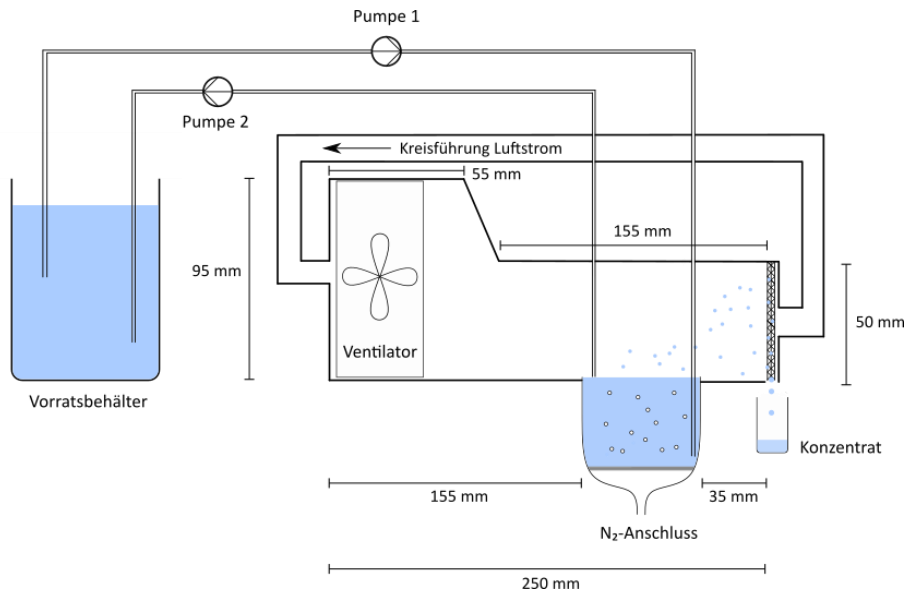 Pumpe 1
Pumpe 2
Kreisführung Luftstrom
55 mm
155 mm
95 mm
50 mm
Ventilator
Vorratsbehälter
Konzentrat
155 mm
35 mm
N₂-Anschluss
250 mm